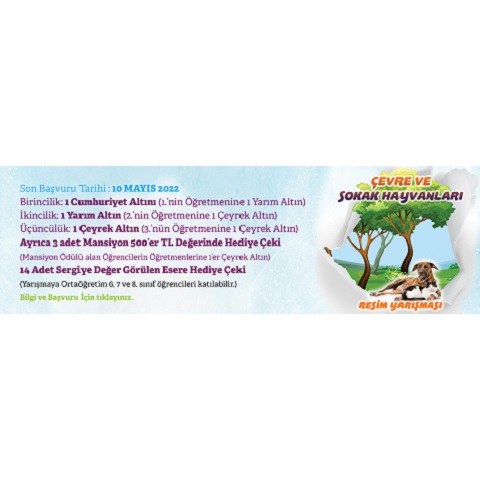 Son Başvuru Tarihi : 10 MAYIS 2022
Birincilik: 1 Cumhuriyet Altını (1.'nin Öğretmenine 1 Yarım Altın)
İkincilik: 1 Yarım Altın (2.'nin Öğretmenine 1 Çeyrek Altın)
Üçüncülük: 1 Çeyrek Altın (3.'nün Öğretmenine 1 Çeyrek Altın)
Ayrıca 3 adet Mansiyon 500'er TL Değerinde Hediye Çeki
(Mansiyon Ödülü alan Öğrencilerin Öğretmenlerine 1'er Çeyrek Altın)
14 Adet Sergiye Değer Görülen Esere Hediye Çeki
(Yarışmaya Ortaöğretim 6, 7 ve 8. sınıf öğrencileri katılabilir.)
Bilgi ve Başvuru İçin tıklayınız.
ÇEVRE VE
SOKAK HAYVANLARI
RESİM YARIŞMASI